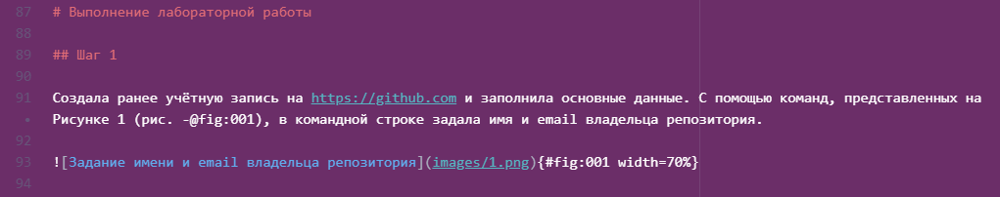 87 # Выполнение лабораторной работы
88
89 ## Шаг 1
90
91 Создала ранее учётную запись на https://github.com и заполнила основные данные. С помощью команд, представленных на
• Рисунке 1 (рис. -@fig:001), в командной строке задала имя и email владельца репозитория.
92
93 ![Задание имени и email владельца репозитория](images/1.png){#fig:001 width=70%}
94